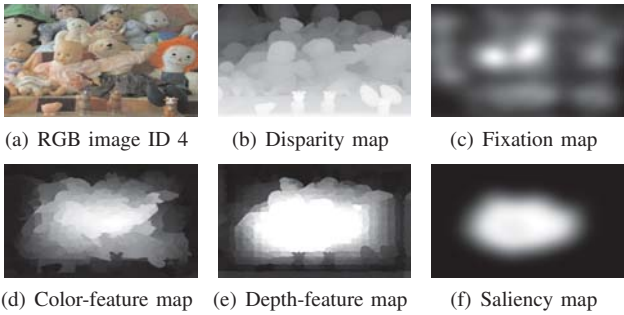 (a) RGB image ID 4 (b) Disparity map (c) Fixation map
(d) Color-feature map (e) Depth-feature map (f) Saliency map